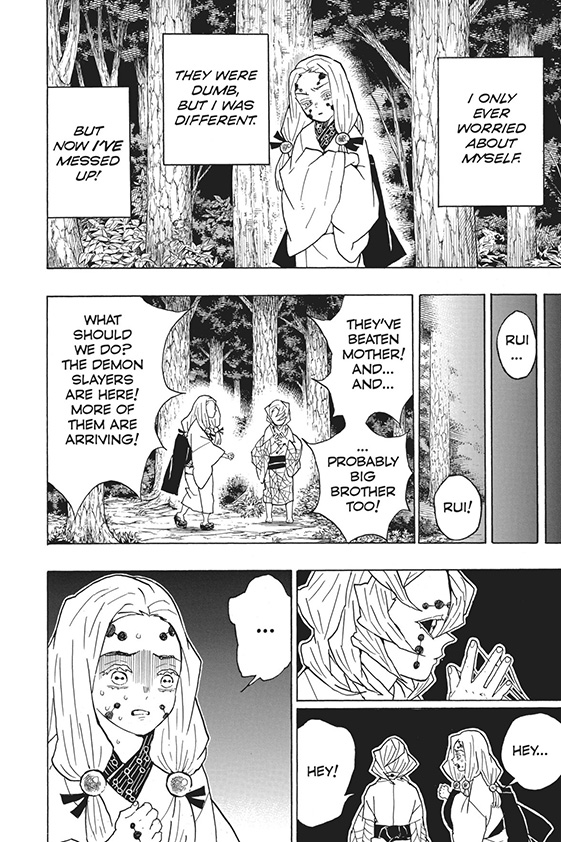 I ONLY
EVER
WORRIED
ABOUT
MYSELF.
THEY WERE
DUMB,
BUT I WAS
DIFFERENT.
BUT
NOW I'VE
MESSED
UP!
RUI
...
RUI!
THEY'VE
BEATEN
MOTHER!
AND...
AND...
...
PROBABLY
BIG
BROTHER
TOO!
WHAT
SHOULD
WE DO?
THE DEMON
SLAYERS
ARE HERE!
MORE OF
THEM ARE
ARRIVING!
HEY...
HEY!
...